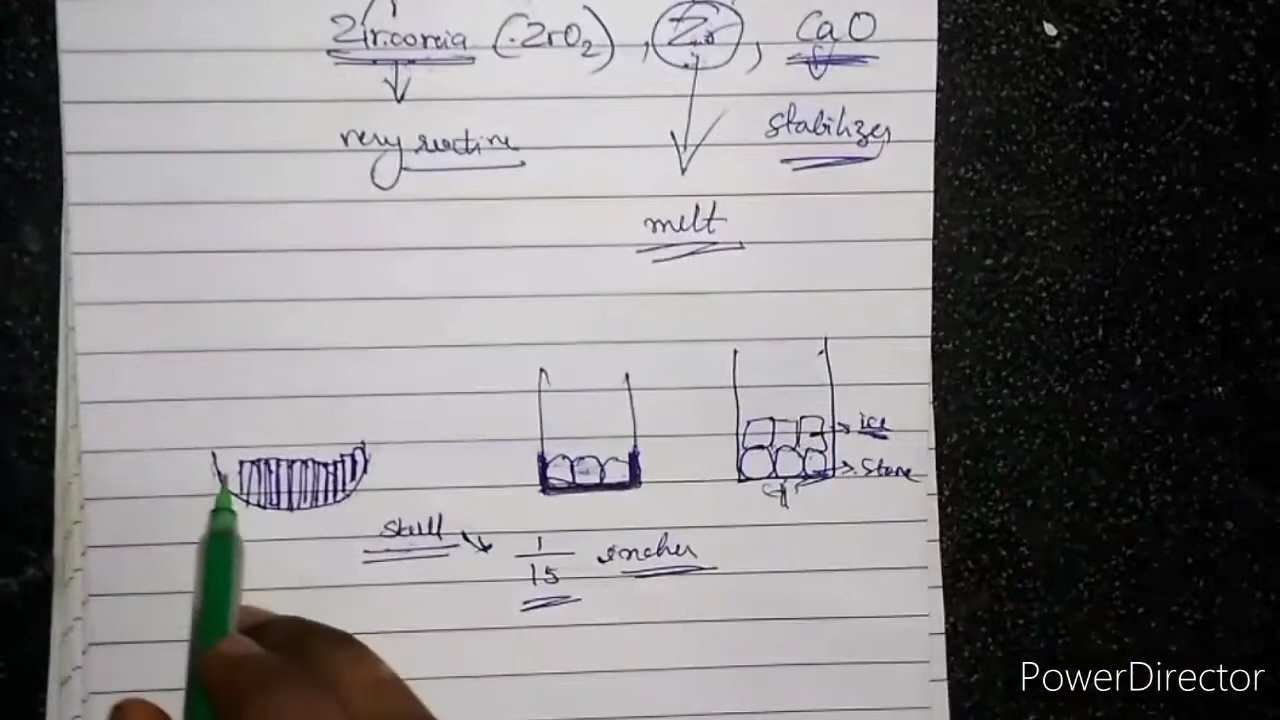 Zirconia (ZrO2), Zr, CaO
very reactive
stabilizer
melt
ice
Stone
skull
1/15 inches
PowerDirector